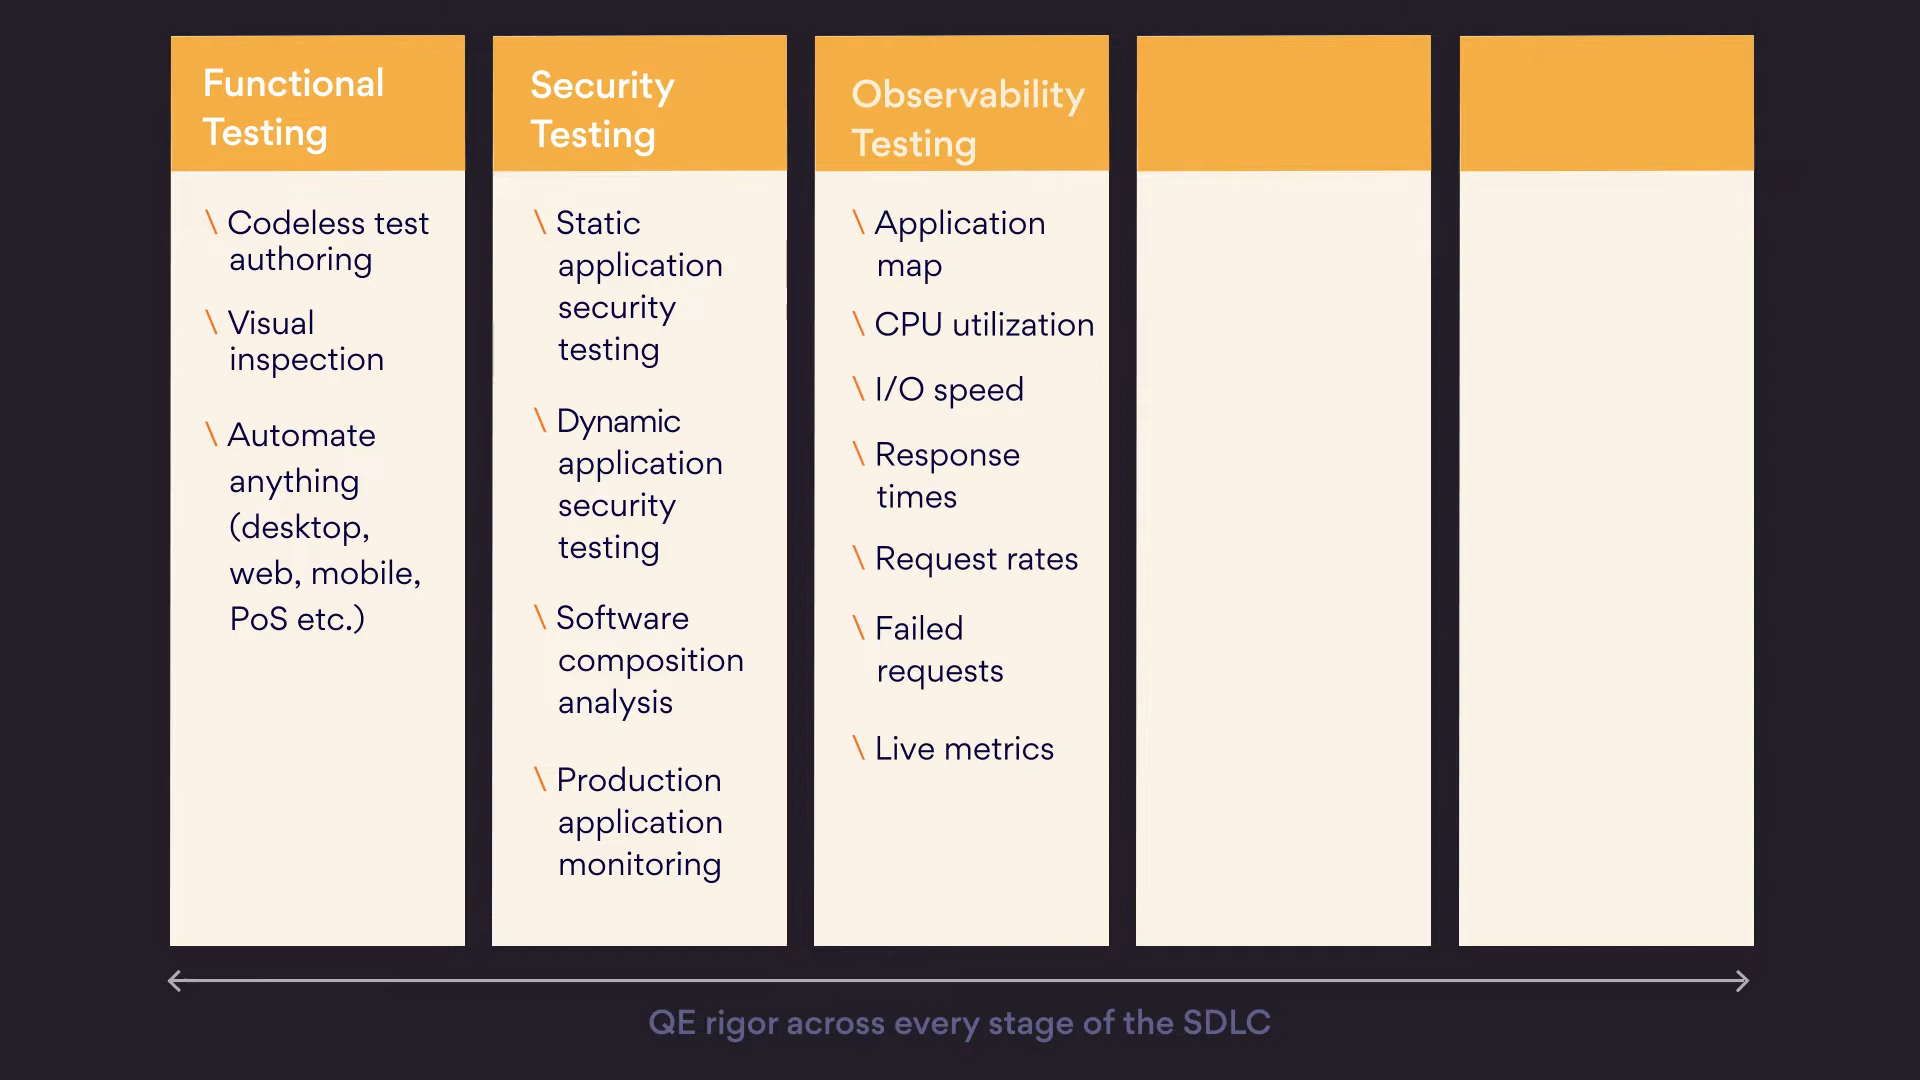 Functional
Testing
\ Codeless test
authoring
\ Visual
inspection
\ Automate
anything
(desktop,
web, mobile,
PoS etc.)
Security
Testing
\ Static
application
security
testing
\ Dynamic
application
security
testing
\ Software
composition
analysis
\ Production
application
monitoring
Observability
Testing
\ Application
map
\ CPU utilization
\ I/O speed
\ Response
times
\ Request rates
\ Failed
requests
\ Live metrics
QE rigor across every stage of the SDLC